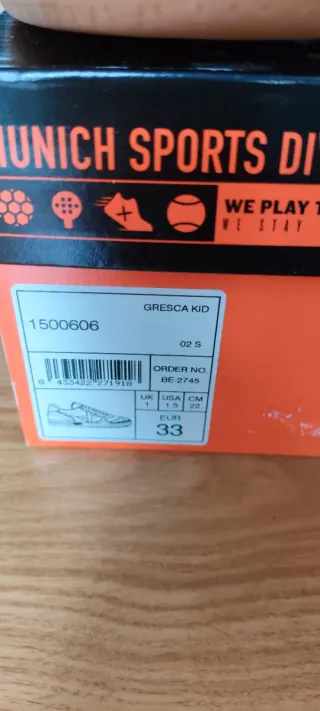 MUNICH SPORTS DI
WE PLAY T
WE STAY
GRESCA KID
1500606
02 S
8 433422 271918
ORDER NO.
BE-2745
UK USA CM
1 1.5 22
EUR
33